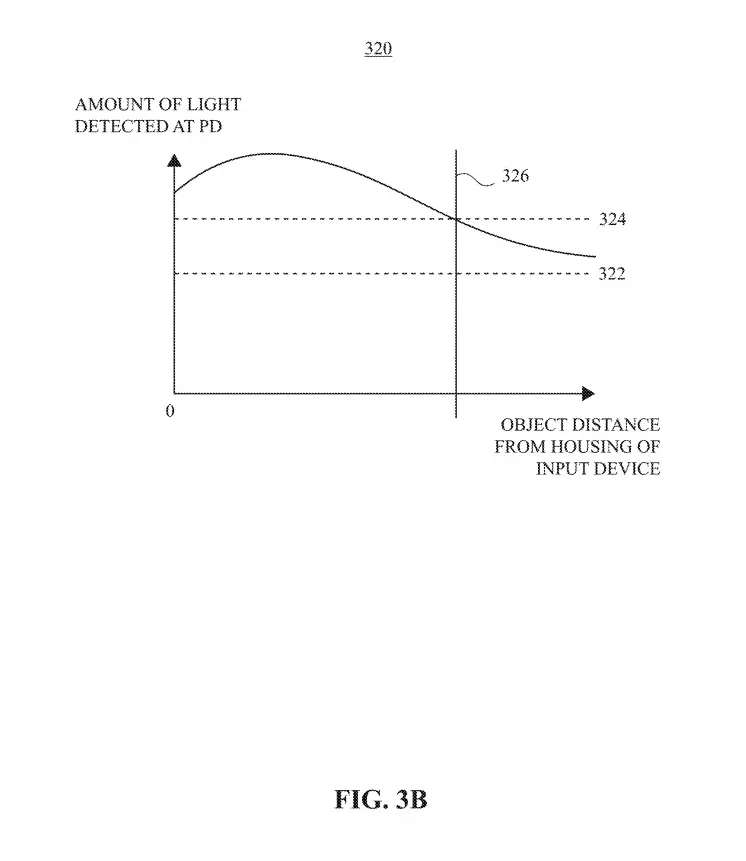 320
AMOUNT OF LIGHT
DETECTED AT PD
326
324
322
0
OBJECT DISTANCE
FROM HOUSING OF
INPUT DEVICE
FIG. 3B